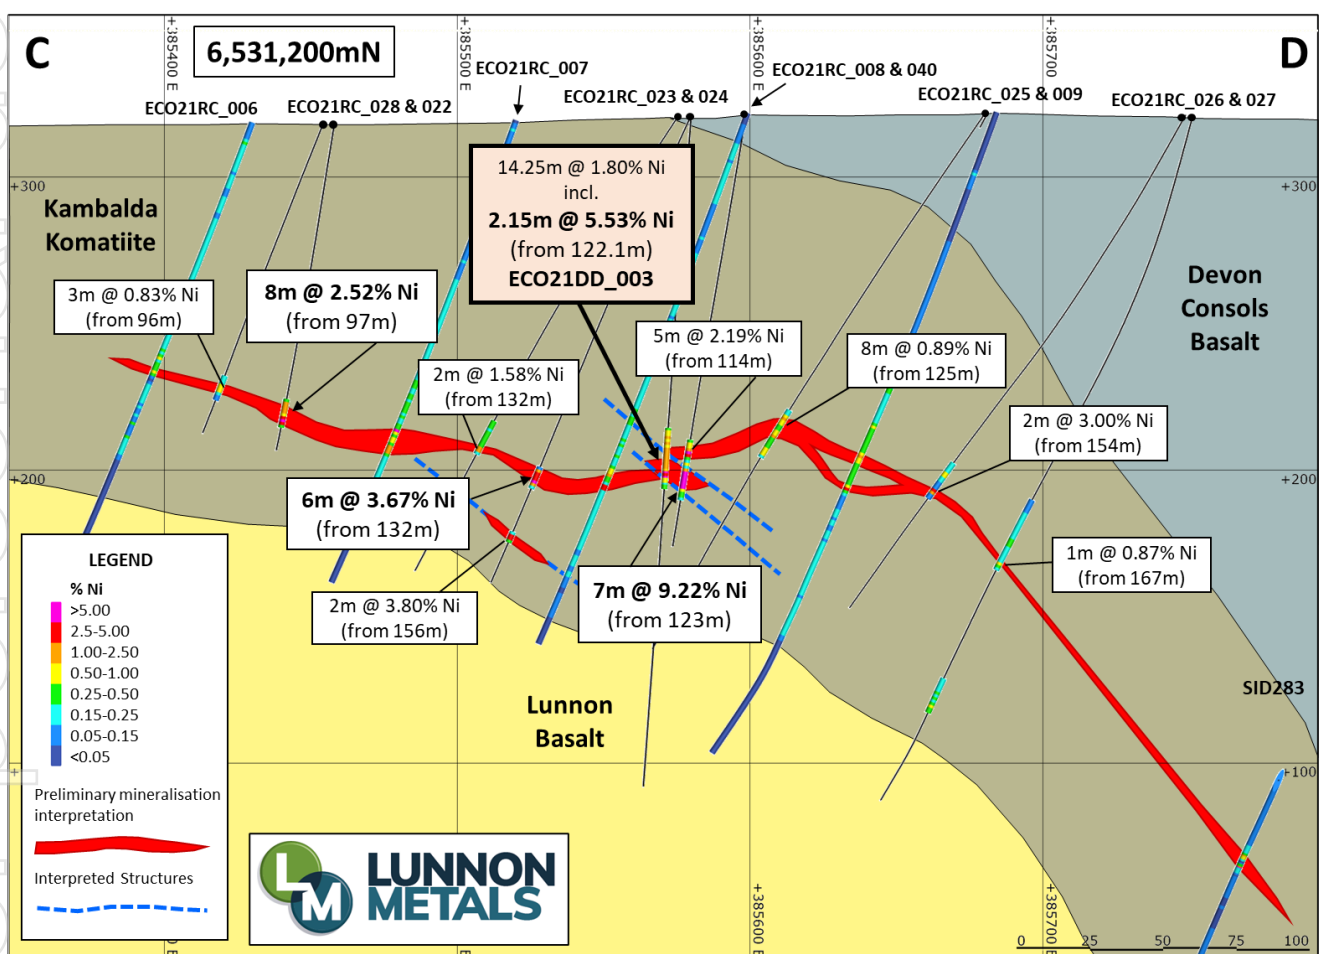 C
6,531,200mN
D
+385400 E
+385500 E
+385600 E
+385700
ECO21RC_006
ECO21RC_028 & 022
ECO21RC_007
ECO21RC_023 & 024
ECO21RC_008 & 040
ECO21RC_025 & 009
ECO21RC_026 & 027
+300
+300
Kambalda
Komatiite
14.25m @ 1.80% Ni
incl.
2.15m @ 5.53% Ni
(from 122.1m)
ECO21DD_003
Devon
Consols
Basalt
3m @ 0.83% Ni
(from 96m)
8m @ 2.52% Ni
(from 97m)
5m @ 2.19% Ni
(from 114m)
8m @ 0.89% Ni
(from 125m)
2m @ 1.58% Ni
(from 132m)
2m @ 3.00% Ni
(from 154m)
+200
+200
6m @ 3.67% Ni
(from 132m)
1m @ 0.87% Ni
(from 167m)
7m @ 9.22% Ni
(from 123m)
2m @ 3.80% Ni
(from 156m)
LEGEND
% Ni
>5.00
2.5-5.00
1.00-2.50
0.50-1.00
0.25-0.50
0.15-0.25
0.05-0.15
<0.05
Preliminary mineralisation
interpretation
Interpreted Structures
Lunnon
Basalt
SID283
+
+100
LM
LUNNON
METALS
+385600 E
+385700 E
0 25 50 75 100